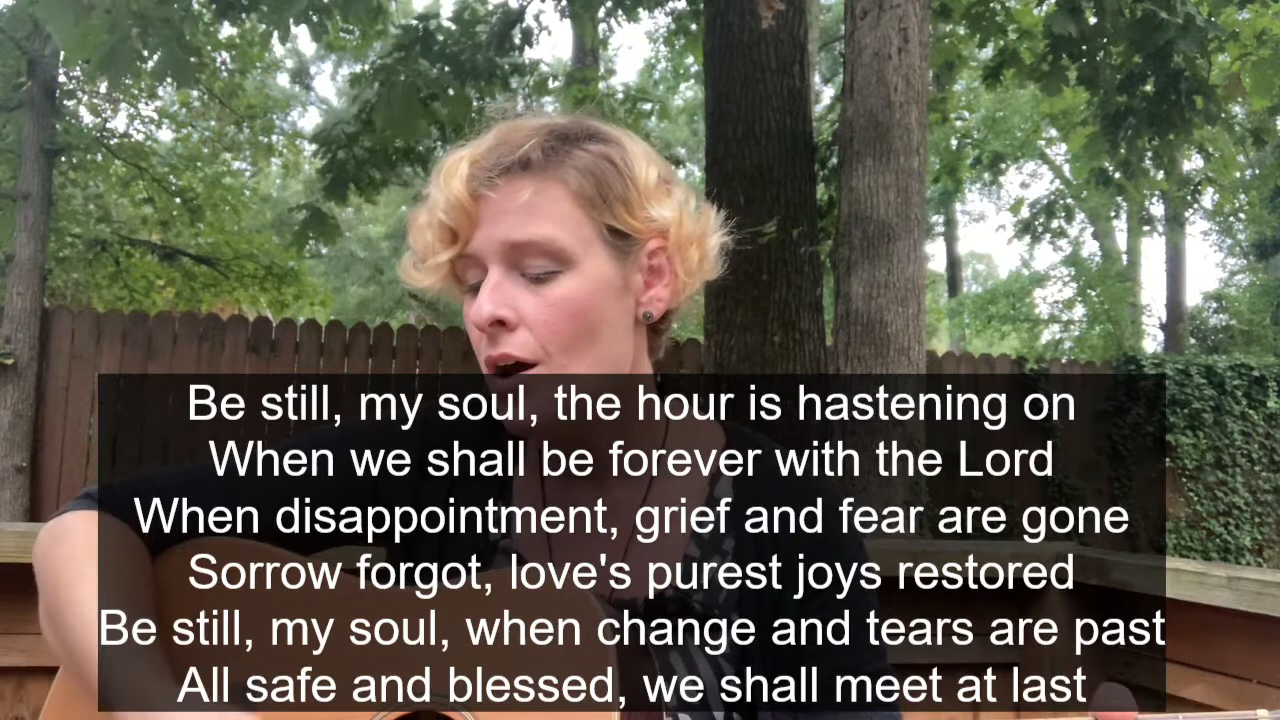 Be still, my soul, the hour is hastening on
When we shall be forever with the Lord
When disappointment, grief and fear are gone
Sorrow forgot, love's purest joys restored
Be still, my soul, when change and tears are past
All safe and blessed, we shall meet at last